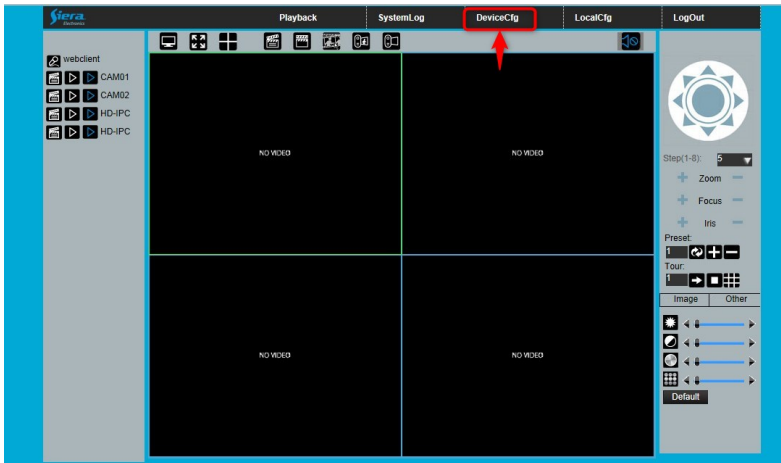 Siera
Electronics
Playback
SystemLog
DeviceCfg
LocalCfg
LogOut
webclient
CAM01
CAM02
HD-IPC
HD-IPC
NO VIDEO
NO VIDEO
NO VIDEO
NO VIDEO
Step(1-8): 5
Zoom
Focus
Iris
Preset:
1
Tour:
1
Image Other
Default